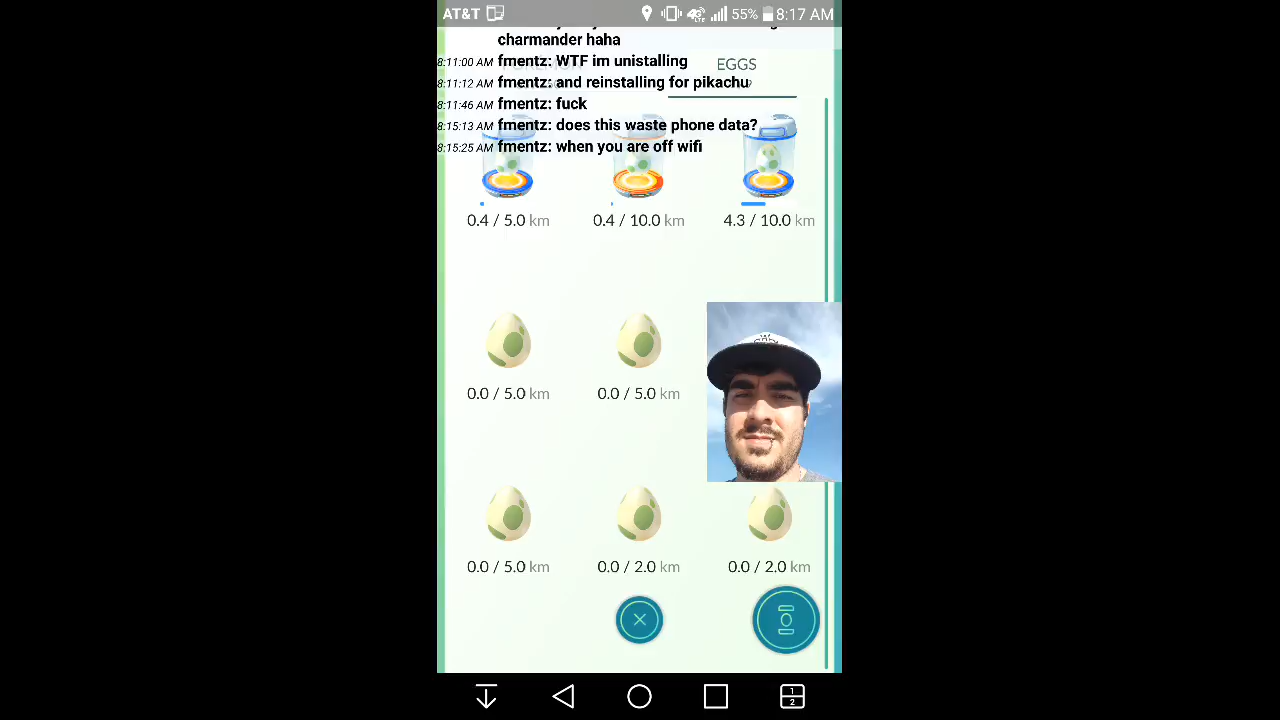 AT&T 4G LTE 55% 8:17 AM
charmander haha
8:11:00 AM fmentz: WTF im unistalling
EGGS
8:11:12 AM fmentz: and reinstalling for pikachu
8:11:46 AM fmentz: fuck
8:15:13 AM fmentz: does this waste phone data?
8:15:25 AM fmentz: when you are off wifi
0.4 / 5.0 km 0.4 / 10.0 km 4.3 / 10.0 km
0.0 / 5.0 km 0.0 / 5.0 km
0.0 / 5.0 km 0.0 / 2.0 km 0.0 / 2.0 km
1
2